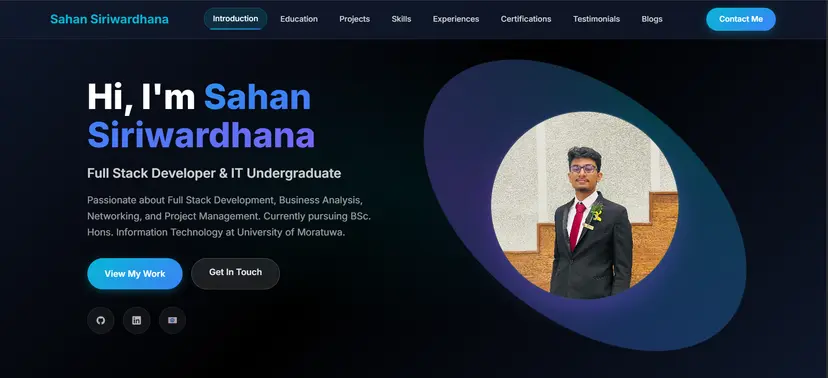 Sahan Siriwardhana
Introduction
Education
Projects
Skills
Experiences
Certifications
Testimonials
Blogs
Contact Me
Hi, I'm Sahan
Siriwardhana
Full Stack Developer & IT Undergraduate
Passionate about Full Stack Development, Business Analysis,
Networking, and Project Management. Currently pursuing BSc.
Hons. Information Technology at University of Moratuwa.
View My Work
Get In Touch